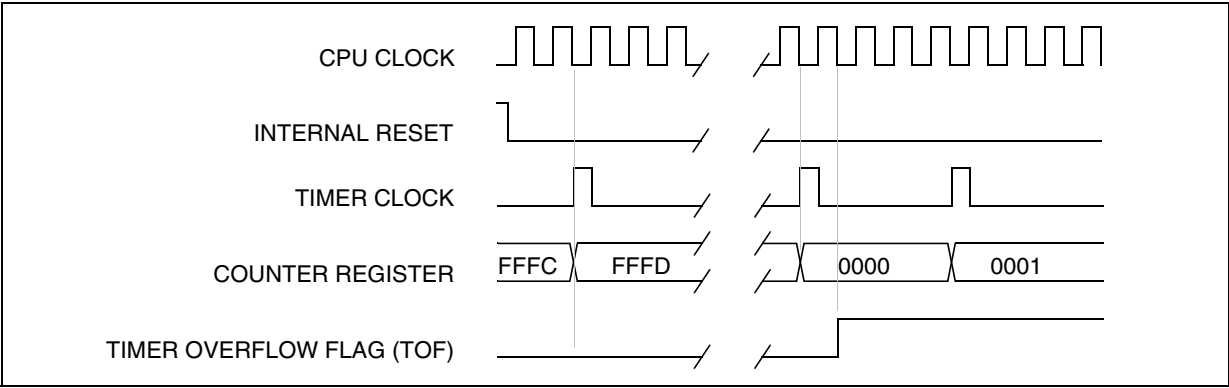 CPU CLOCK
INTERNAL RESET
TIMER CLOCK
COUNTER REGISTER
FFFC FFFD 0000 0001
TIMER OVERFLOW FLAG (TOF)